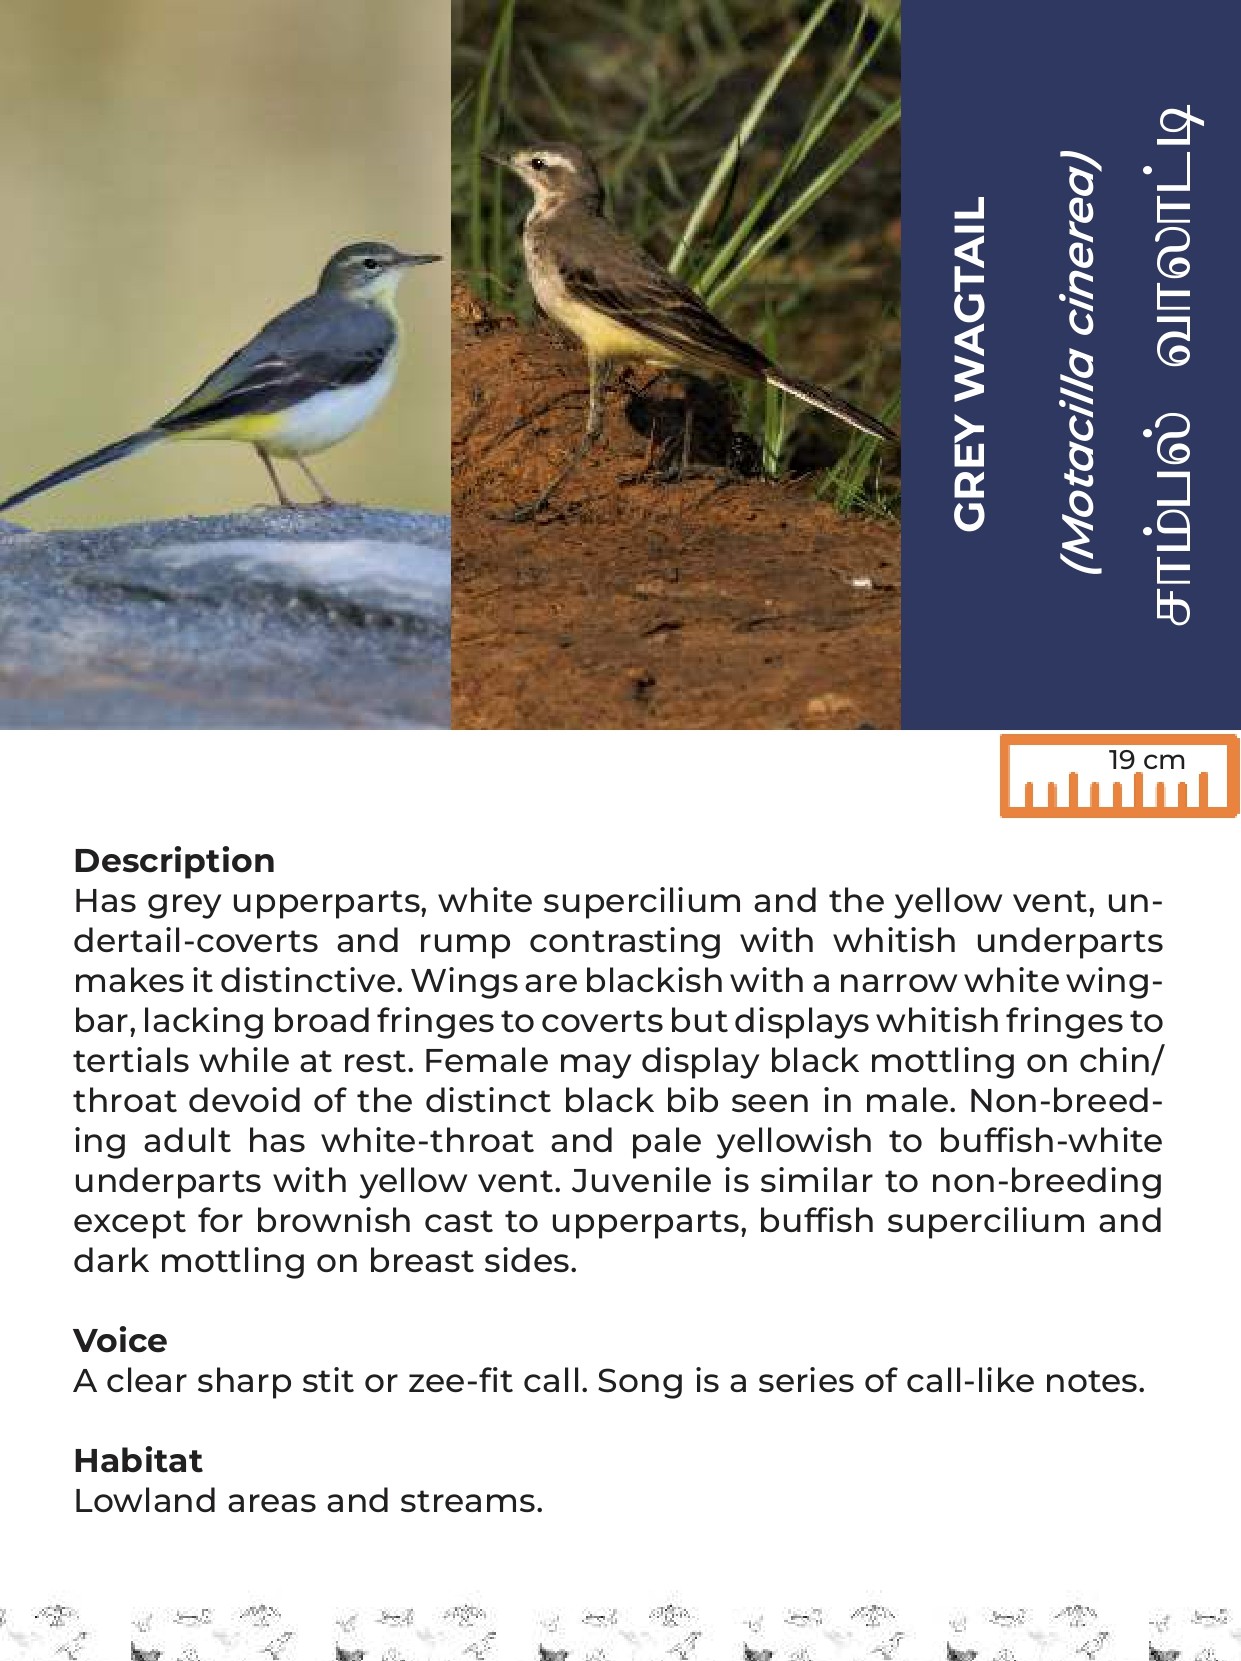 GREY WAGTAIL
(Motacilla cinerea)
சாம்பல் வாலாட்டி
19 cm
Description
Has grey upperparts, white supercilium and the yellow vent, un-
dertail-coverts and rump contrasting with whitish underparts
makes it distinctive. Wings are blackish with a narrow white wing-
bar, lacking broad fringes to coverts but displays whitish fringes to
tertials while at rest. Female may display black mottling on chin/
throat devoid of the distinct black bib seen in male. Non-breed-
ing adult has white-throat and pale yellowish to buffish-white
underparts with yellow vent. Juvenile is similar to non-breeding
except for brownish cast to upperparts, buffish supercilium and
dark mottling on breast sides.
Voice
A clear sharp stit or zee-fit call. Song is a series of call-like notes.
Habitat
Lowland areas and streams.